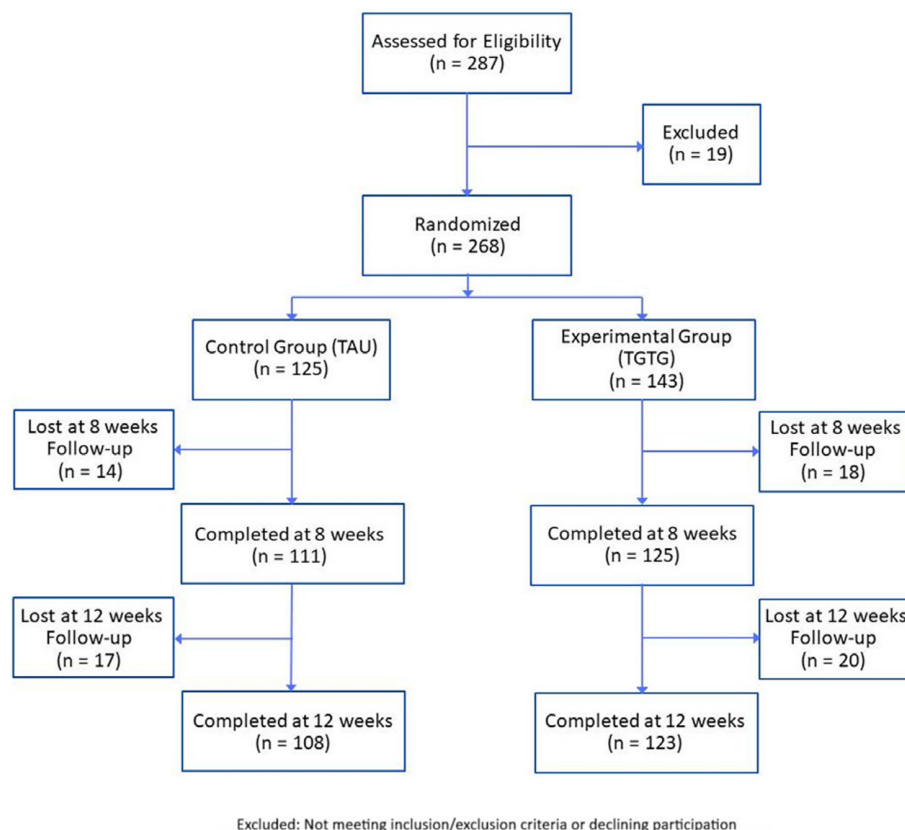 Assessed for Eligibility
(n = 287)
Excluded
(n = 19)
Randomized
(n = 268)
Control Group (TAU)
(n = 125)
Experimental Group
(TGTG)
(n = 143)
Lost at 8 weeks
Follow-up
(n = 14)
Lost at 8 weeks
Follow-up
(n = 18)
Completed at 8 weeks
(n = 111)
Completed at 8 weeks
(n = 125)
Lost at 12 weeks
Follow-up
(n = 17)
Lost at 12 weeks
Follow-up
(n = 20)
Completed at 12 weeks
(n = 108)
Completed at 12 weeks
(n = 123)
Excluded: Not meeting inclusion/exclusion criteria or declining participation